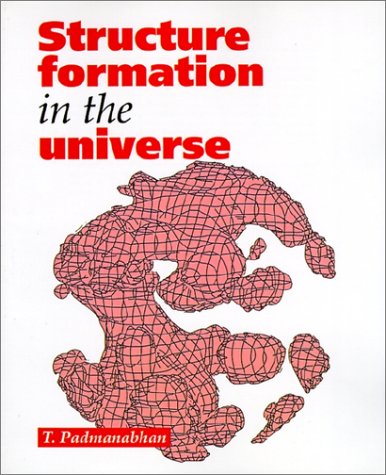 Structure
formation
in the
universe
T. Padmanabhan